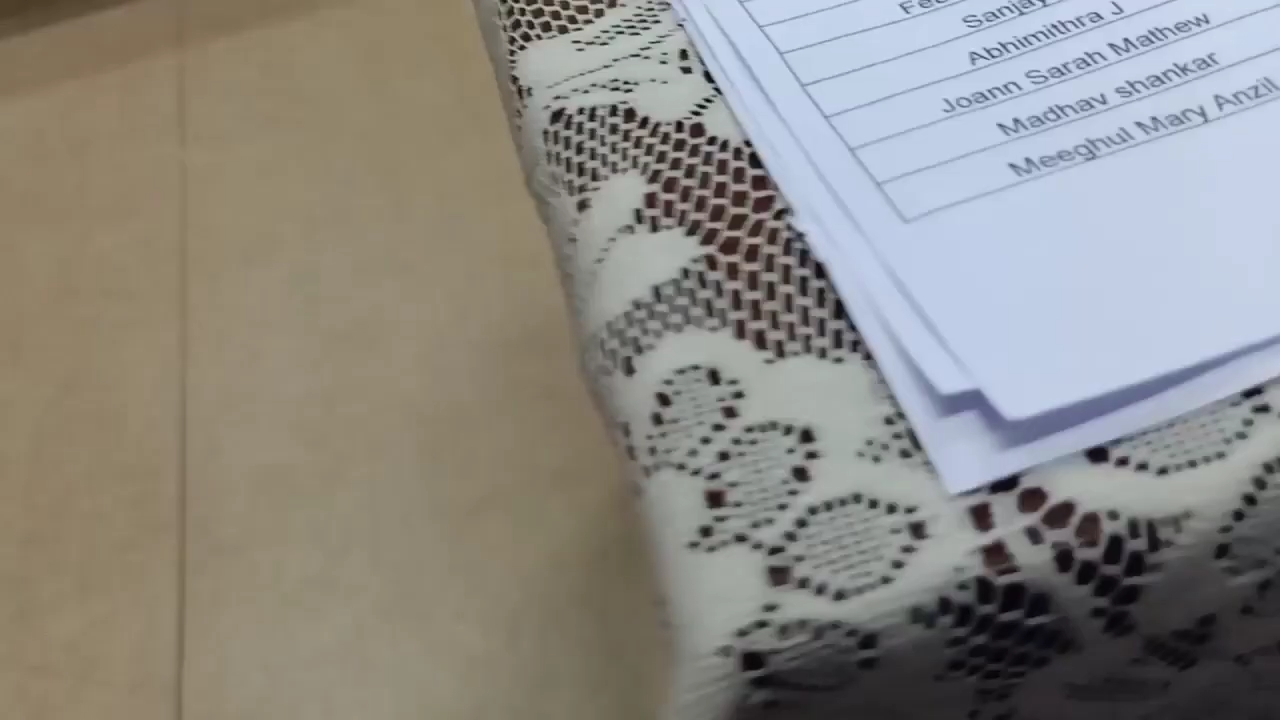 Sanjay
Abhimithra J
Joann Sarah Mathew
Madhav shankar
Meeghul Mary Anzil